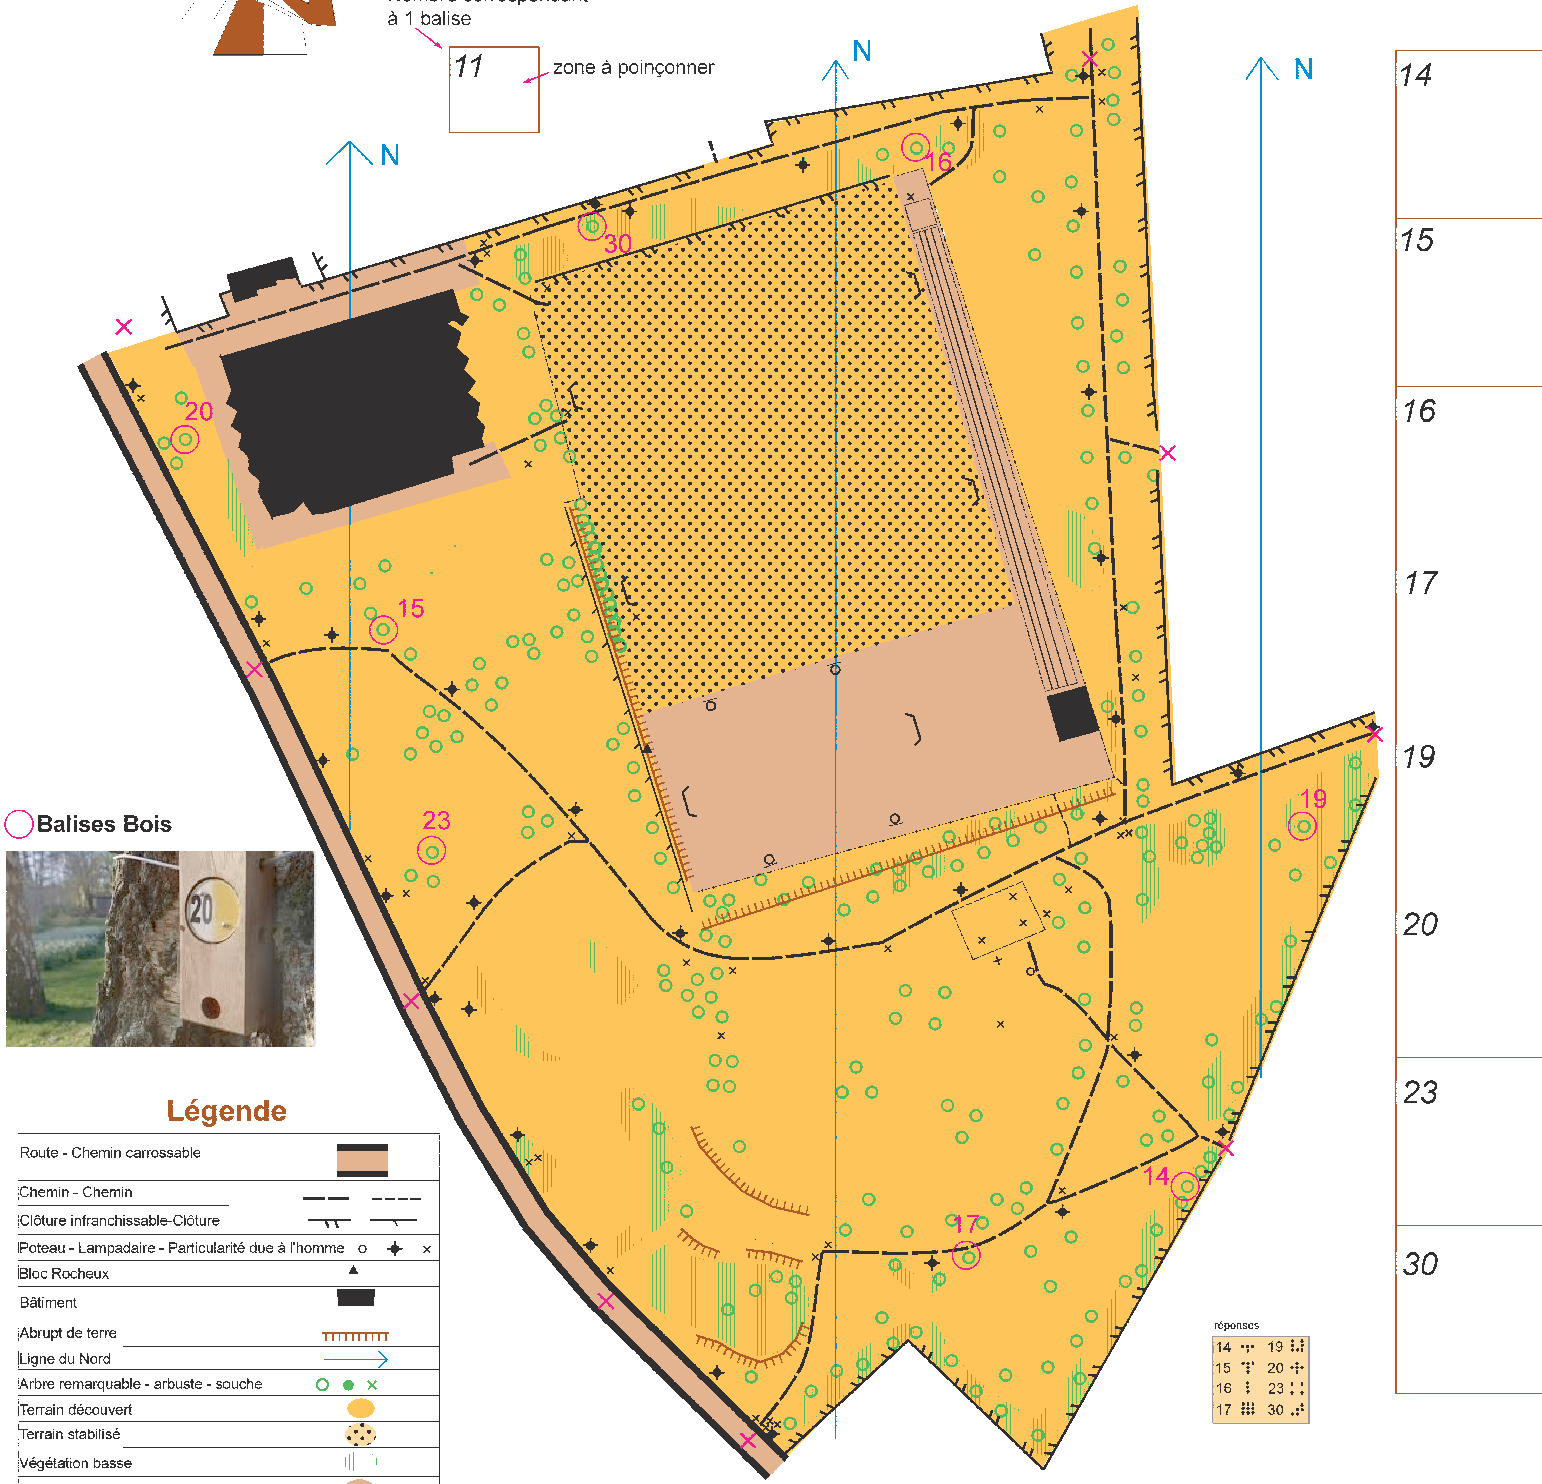 à 1 balise
11
zone à poinçonner
N
N
N
16
30
20
15
23
19
14
17
14
15
16
17
19
20
23
30
Balises Bois
20
Légende
Route - Chemin carrossable
Chemin - Chemin
Clôture infranchissable-Clôture
Poteau - Lampadaire - Particularité due à l'homme
Bloc Rocheux
Bâtiment
Abrupt de terre
Ligne du Nord
Arbre remarquable - arbuste - souche
Terrain découvert
Terrain stabilisé
Végétation basse
réponses
14 19
15 20
16 23
17 30